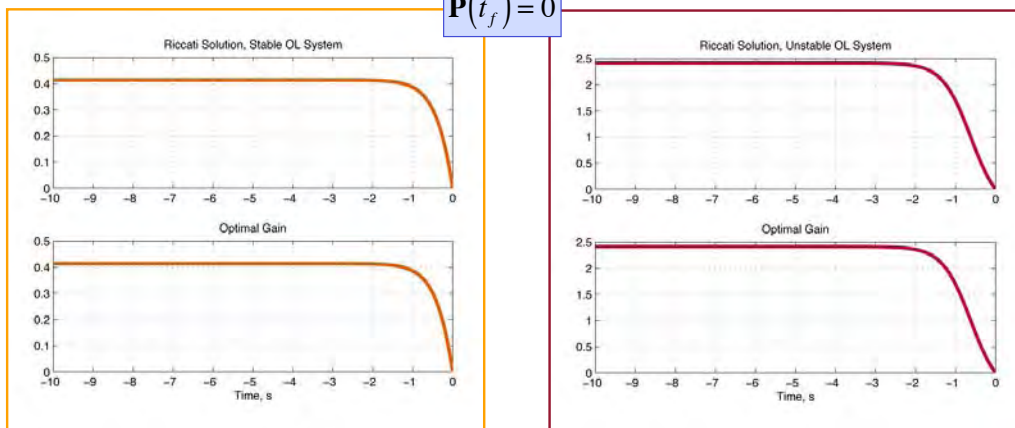 P(t_f) = 0
Riccati Solution, Stable OL System
0.5
0.4
0.3
0.2
0.1
0
−10 −9 −8 −7 −6 −5 −4 −3 −2 −1 0
Optimal Gain
0.5
0.4
0.3
0.2
0.1
0
−10 −9 −8 −7 −6 −5 −4 −3 −2 −1 0
Time, s
Riccati Solution, Unstable OL System
2.5
2
1.5
1
0.5
0
−10 −9 −8 −7 −6 −5 −4 −3 −2 −1 0
Optimal Gain
2.5
2
1.5
1
0.5
0
−10 −9 −8 −7 −6 −5 −4 −3 −2 −1 0
Time, s